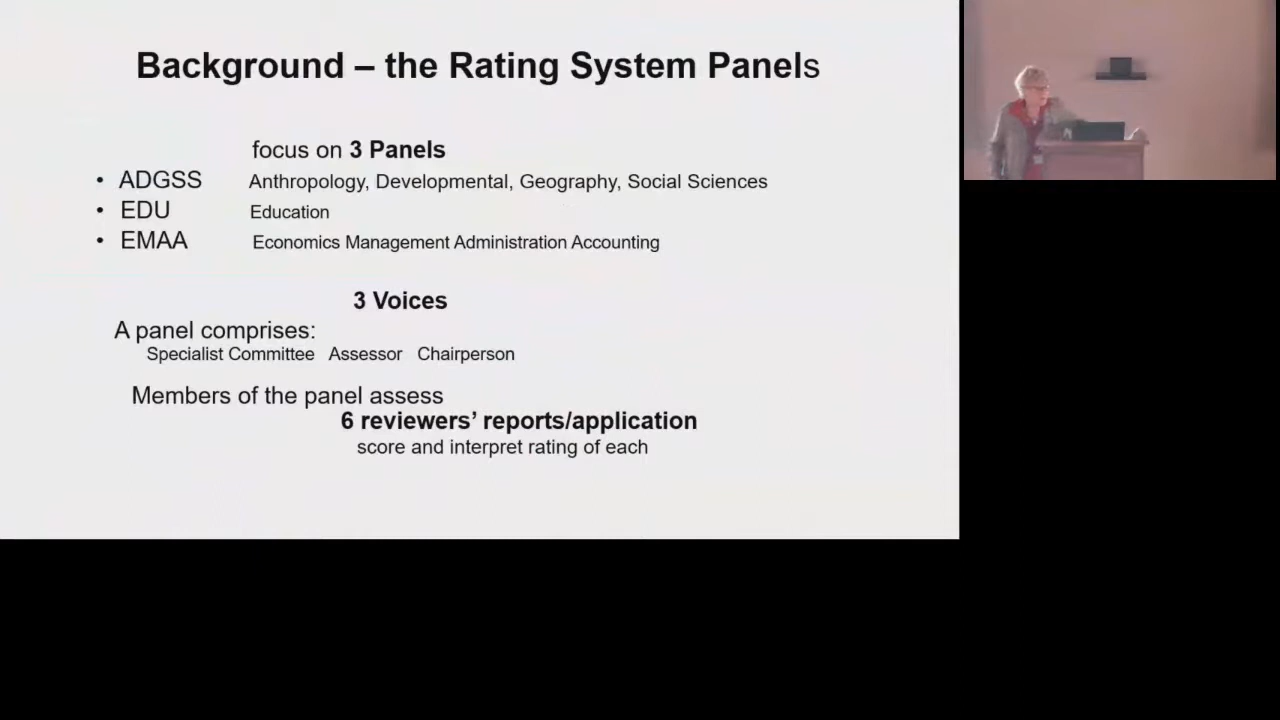 Background – the Rating System Panels
focus on 3 Panels
• ADGSS Anthropology, Developmental, Geography, Social Sciences
• EDU Education
• EMAA Economics Management Administration Accounting
3 Voices
A panel comprises:
Specialist Committee Assessor Chairperson
Members of the panel assess
6 reviewers’ reports/application
score and interpret rating of each